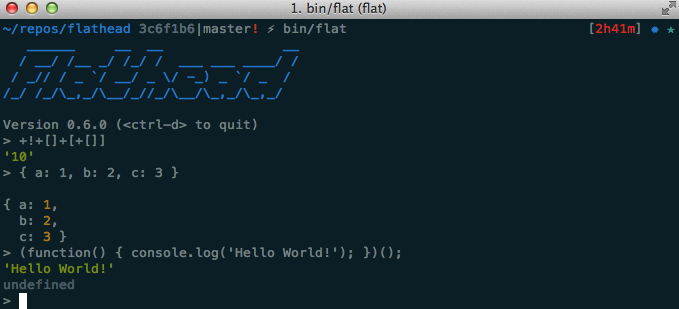 1. bin/flat (flat)
~/repos/flathead 3c6f1b6|master! ⚡ bin/flat [2h41m] ● ★
flathead
Version 0.6.0 (<ctrl-d> to quit)
> +!+[]+[+[]]
'10'
> { a: 1, b: 2, c: 3 }
{ a: 1,
b: 2,
c: 3 }
> (function() { console.log('Hello World!'); })();
'Hello World!'
undefined
>